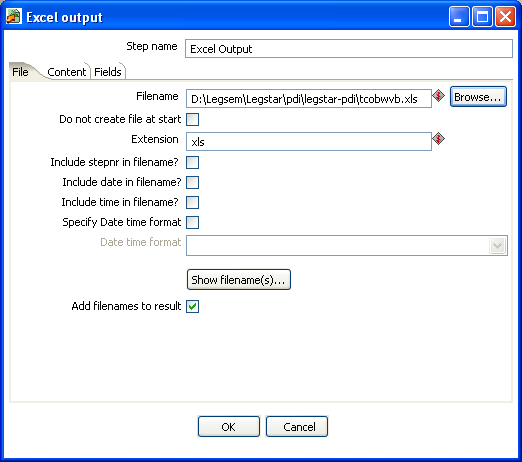 Excel output
Step name Excel Output
File Content Fields
Filename D:\Legsem\Legstar\pdi\legstar-pdi\tcobwvb.xls Browse...
Do not create file at start
Extension xls
Include stepnr in filename?
Include date in filename?
Include time in filename?
Specify Date time format
Date time format
Show filename(s)...
Add filenames to result
OK Cancel